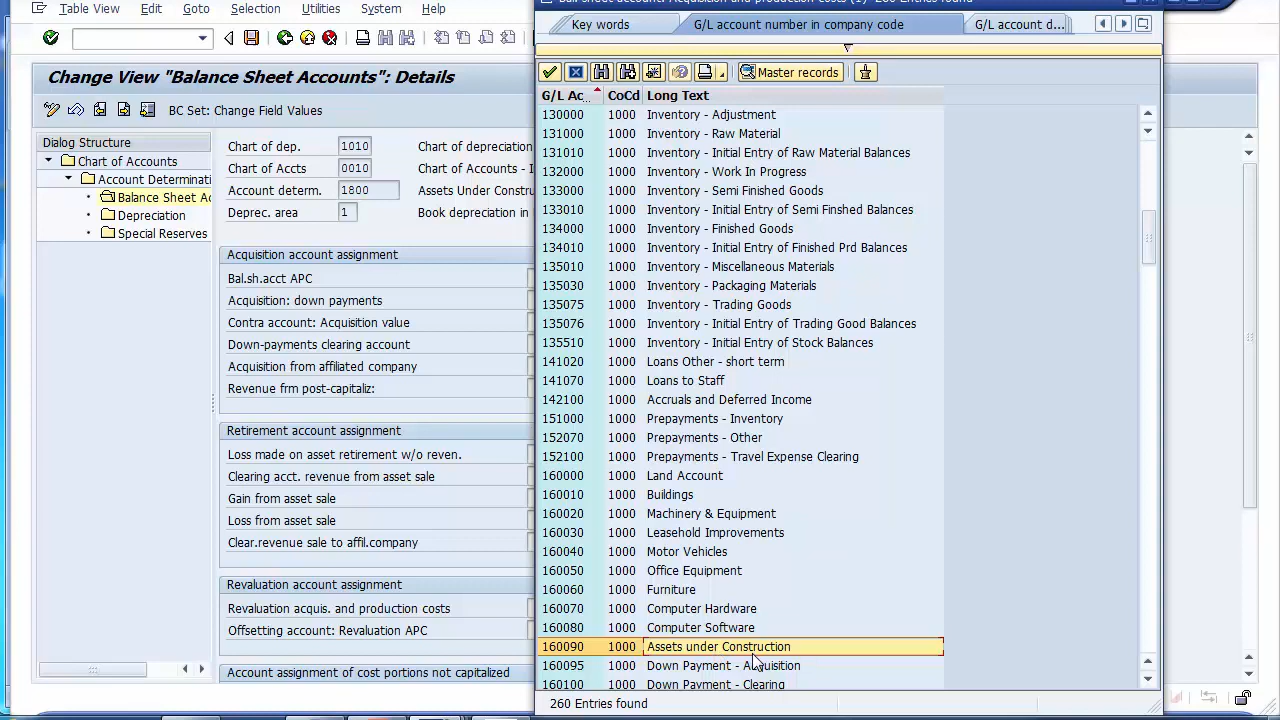 Table View Edit Goto
Change View "Balance Sheet Accounts": Details
BC Set: Change Field Values
Dialog Structure
Chart of Accounts
Account Determinati
Balance Sheet Ac
Depreciation
Special Reserves
Chart of dep. 1010 Chart of depreciation
Chart of Accts 0010 Chart of Accounts - I
Account determ. 1800 Assets Under Constru
Deprec. area 1 Book depreciation in
Acquisition account assignment
Bal.sh.acct APC
Acquisition: down payments
Contra account: Acquisition value
Down-payments clearing account
Acquisition from affiliated company
Revenue frm post-capitaliz:
Retirement account assignment
Loss made on asset retirement w/o reven.
Clearing acct. revenue from asset sale
Gain from asset sale
Loss from asset sale
Clear.revenue sale to affil.company
Revaluation account assignment
Revaluation acquis. and production costs
Offsetting account: Revaluation APC
Account assignment of cost portions not capitalized
Key words G/L account number in company code G/L account d...
Master records
G/L Ac.. CoCd Long Text
130000 1000 Inventory - Adjustment
131000 1000 Inventory - Raw Material
131010 1000 Inventory - Initial Entry of Raw Material Balances
132000 1000 Inventory - Work In Progress
133000 1000 Inventory - Semi Finished Goods
133010 1000 Inventory - Initial Entry of Semi Finshed Balances
134000 1000 Inventory - Finished Goods
134010 1000 Inventory - Initial Entry of Finished Prd Balances
135010 1000 Inventory - Miscellaneous Materials
135030 1000 Inventory - Packaging Materials
135075 1000 Inventory - Trading Goods
135076 1000 Inventory - Initial Entry of Trading Good Balances
135510 1000 Inventory - Initial Entry of Stock Balances
141020 1000 Loans Other - short term
141070 1000 Loans to Staff
142100 1000 Accruals and Deferred Income
151000 1000 Prepayments - Inventory
152070 1000 Prepayments - Other
152100 1000 Prepayments - Travel Expense Clearing
160000 1000 Land Account
160010 1000 Buildings
160020 1000 Machinery & Equipment
160030 1000 Leasehold Improvements
160040 1000 Motor Vehicles
160050 1000 Office Equipment
160060 1000 Furniture
160070 1000 Computer Hardware
160080 1000 Computer Software
160090 1000 Assets under Construction
160095 1000 Down Payment - Acquisition
160100 1000 Down Payment - Clearing
260 Entries found